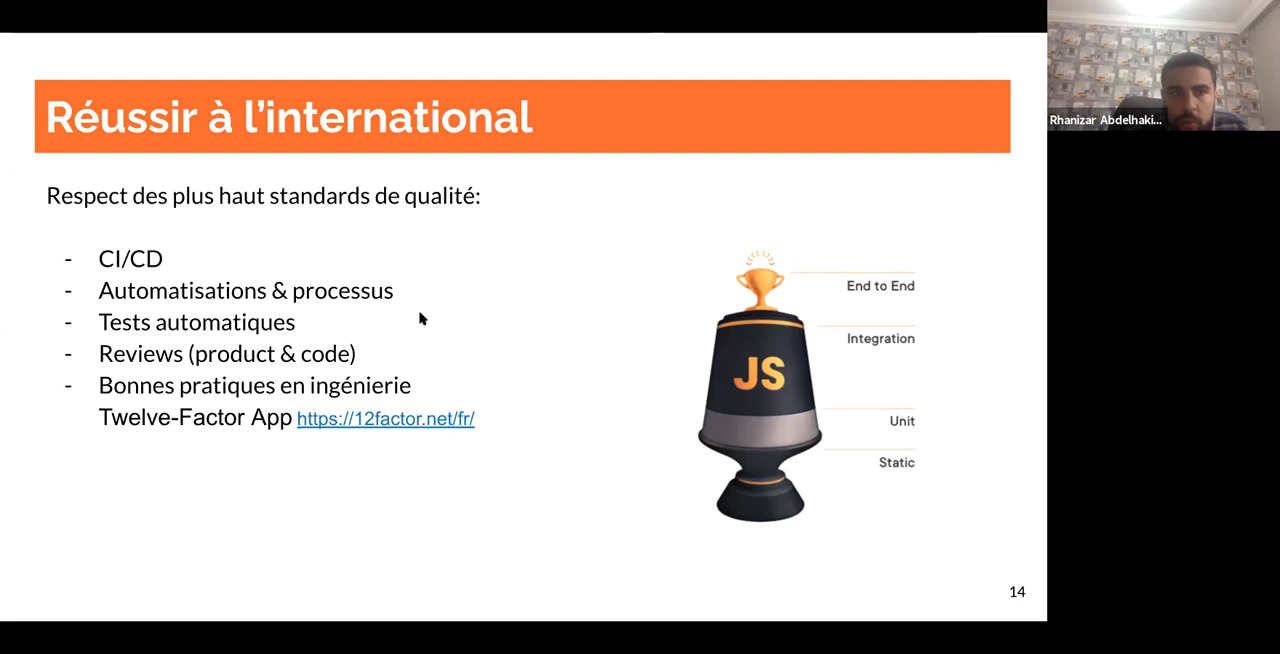 Réussir à l’international
Respect des plus haut standards de qualité:
- CI/CD
- Automatisations & processus
- Tests automatiques
- Reviews (product & code)
- Bonnes pratiques en ingénierie
Twelve-Factor App https://12factor.net/fr/
JS
End to End
Integration
Unit
Static
14
Rhanizar Abdelhaki...